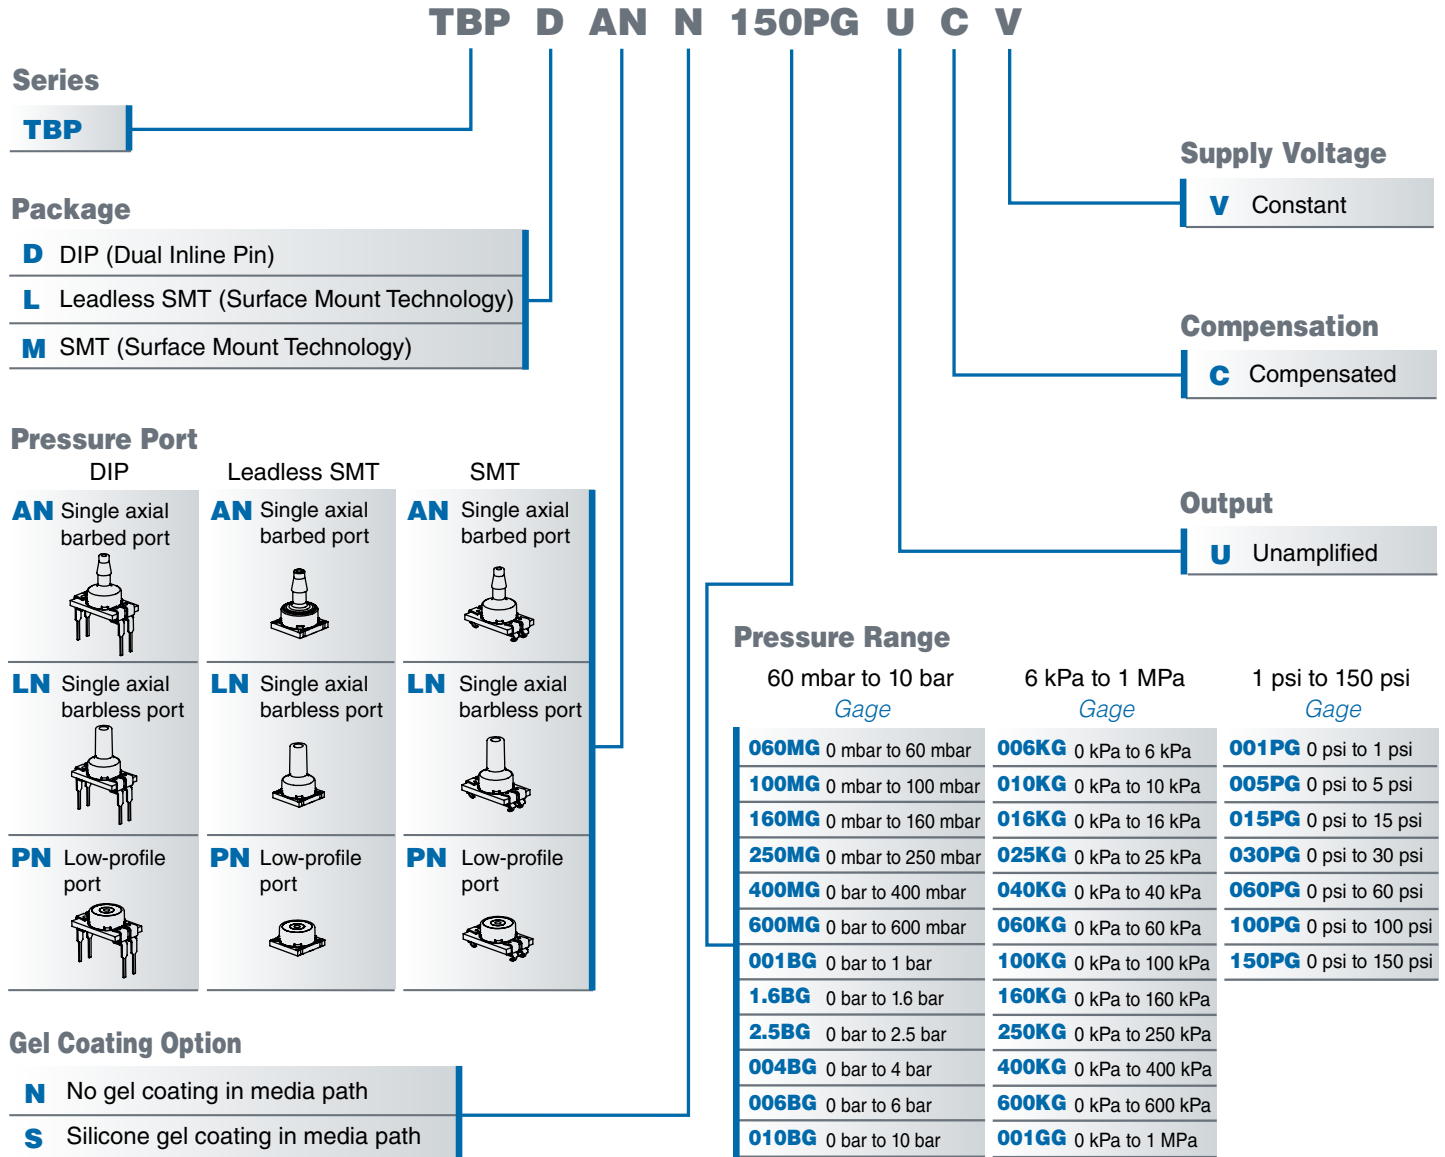 TBP D AN N 150PG U C V
Series
TBP
Package
D DIP (Dual Inline Pin)
L Leadless SMT (Surface Mount Technology)
M SMT (Surface Mount Technology)
Pressure Port
DIP Leadless SMT SMT
AN Single axial barbed port
AN Single axial barbed port
AN Single axial barbed port
LN Single axial barbless port
LN Single axial barbless port
LN Single axial barbless port
PN Low-profile port
PN Low-profile port
PN Low-profile port
Gel Coating Option
N No gel coating in media path
S Silicone gel coating in media path
Supply Voltage
V Constant
Compensation
C Compensated
Output
U Unamplified
Pressure Range
60 mbar to 10 bar 6 kPa to 1 MPa 1 psi to 150 psi
Gage Gage Gage
060MG 0 mbar to 60 mbar 006KG 0 kPa to 6 kPa 001PG 0 psi to 1 psi
100MG 0 mbar to 100 mbar 010KG 0 kPa to 10 kPa 005PG 0 psi to 5 psi
160MG 0 mbar to 160 mbar 016KG 0 kPa to 16 kPa 015PG 0 psi to 15 psi
250MG 0 mbar to 250 mbar 025KG 0 kPa to 25 kPa 030PG 0 psi to 30 psi
400MG 0 bar to 400 mbar 040KG 0 kPa to 40 kPa 060PG 0 psi to 60 psi
600MG 0 bar to 600 mbar 060KG 0 kPa to 60 kPa 100PG 0 psi to 100 psi
001BG 0 bar to 1 bar 100KG 0 kPa to 100 kPa 150PG 0 psi to 150 psi
1.6BG 0 bar to 1.6 bar 160KG 0 kPa to 160 kPa
2.5BG 0 bar to 2.5 bar 250KG 0 kPa to 250 kPa
004BG 0 bar to 4 bar 400KG 0 kPa to 400 kPa
006BG 0 bar to 6 bar 600KG 0 kPa to 600 kPa
010BG 0 bar to 10 bar 001GG 0 kPa to 1 MPa